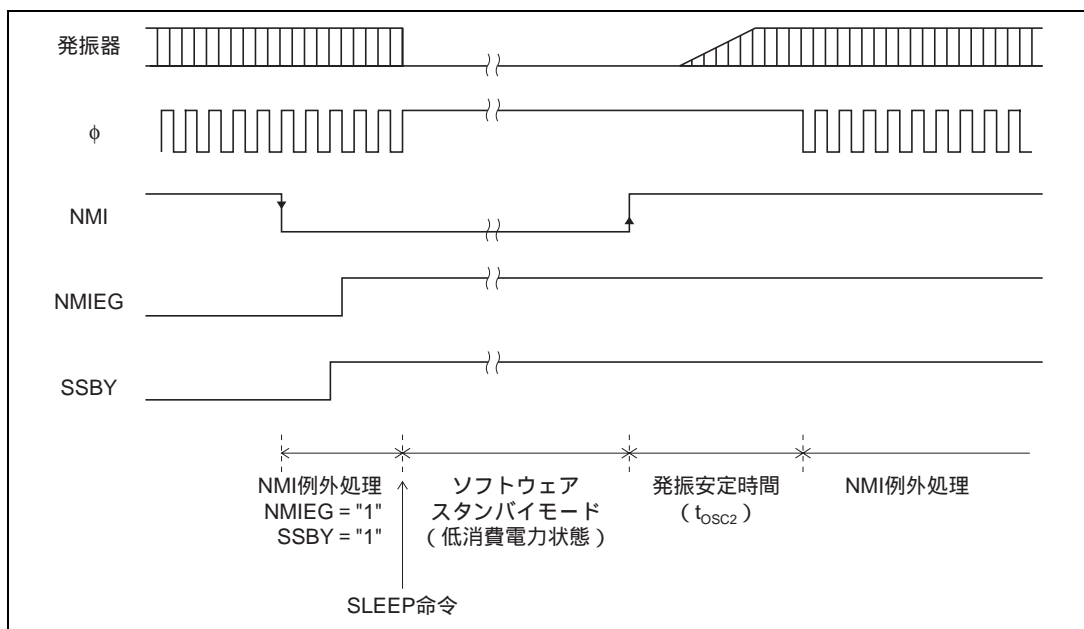 発振器
φ
NMI
NMIEG
SSBY
NMI例外処理
NMIEG = "1"
SSBY = "1"
ソフトウェア
スタンバイモード
（低消費電力状態）
発振安定時間
（tOSC2）
NMI例外処理
SLEEP命令